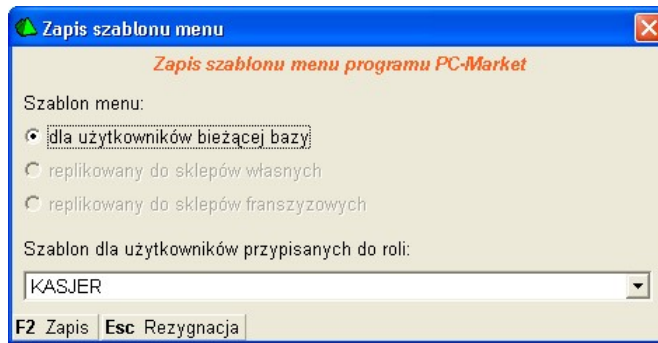 Zapis szablonu menu
Zapis szablonu menu programu PC-Market
Szablon menu:
dla użytkowników bieżącej bazy
replikowany do sklepów własnych
replikowany do sklepów franszyzowych
Szablon dla użytkowników przypisanych do roli:
KASJER
F2 Zapis Esc Rezygnacja